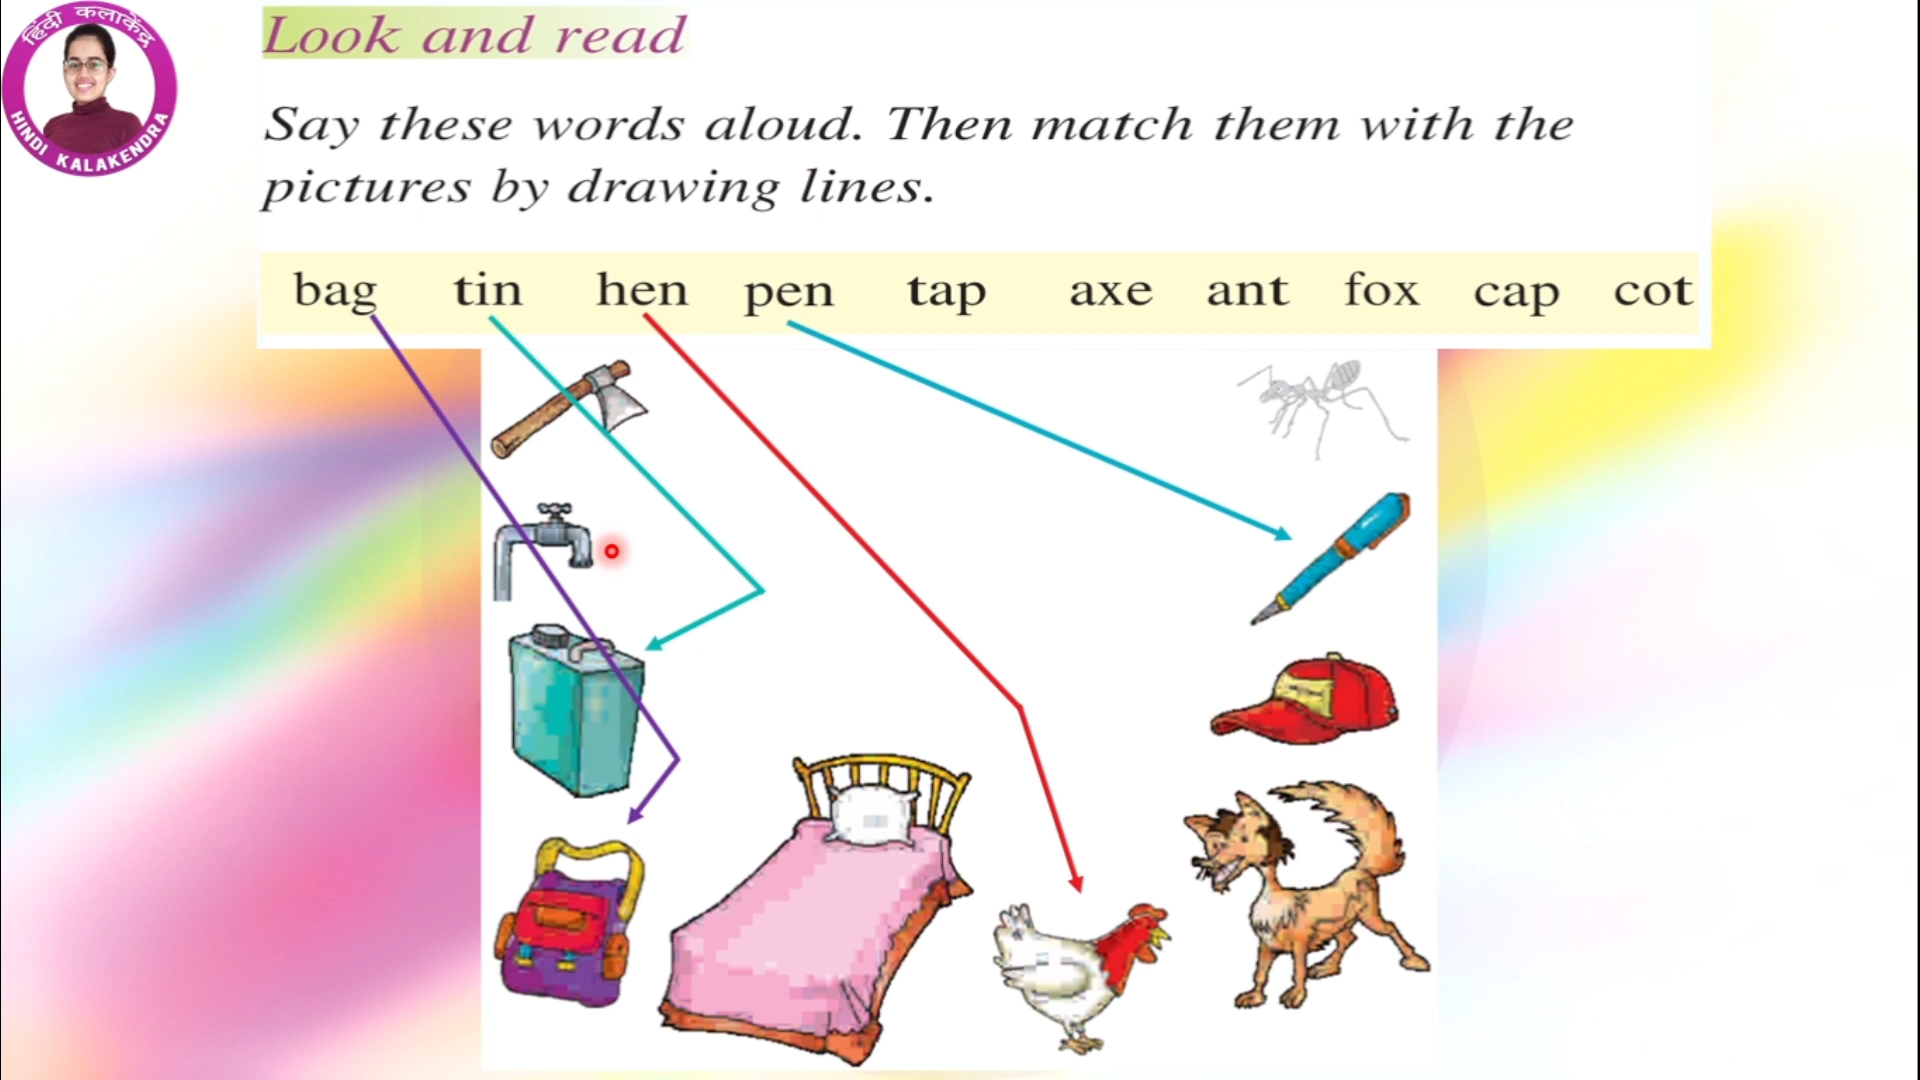 हिंदी कलाकेंद्र
HINDI KALAKENDRA
Look and read
Say these words aloud. Then match them with the
pictures by drawing lines.
bag tin hen pen tap axe ant fox cap cot